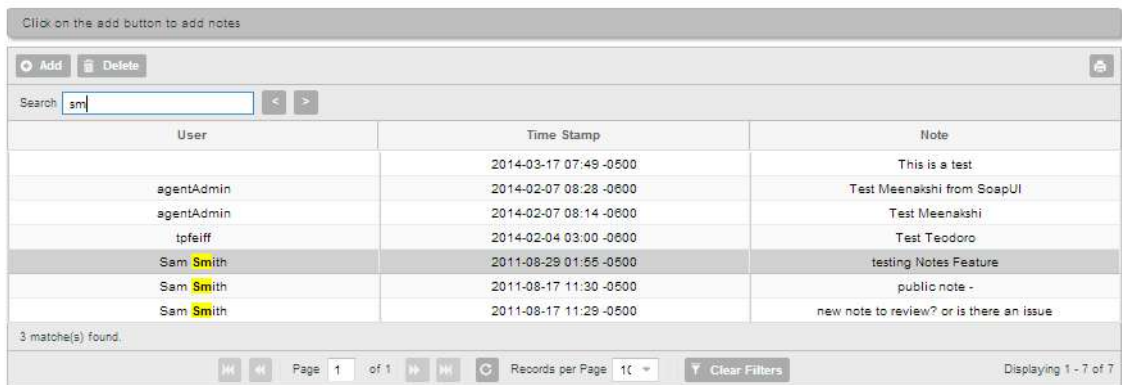 Click on the add button to add notes
Add Delete
Search sm < >
User Time Stamp Note
2014-03-17 07:49 -0500 This is a test
agentAdmin 2014-02-07 08:28 -0600 Test Meenakshi from SoapUI
agentAdmin 2014-02-07 08:14 -0600 Test Meenakshi
tpfeiff 2014-02-04 03:00 -0600 Test Teodoro
Sam Smith 2011-08-29 01:55 -0500 testing Notes Feature
Sam Smith 2011-08-17 11:30 -0500 public note -
Sam Smith 2011-08-17 11:29 -0500 new note to review? or is there an issue
3 matche(s) found.
Page 1 of 1 Records per Page Clear Filters Displaying 1 - 7 of 7